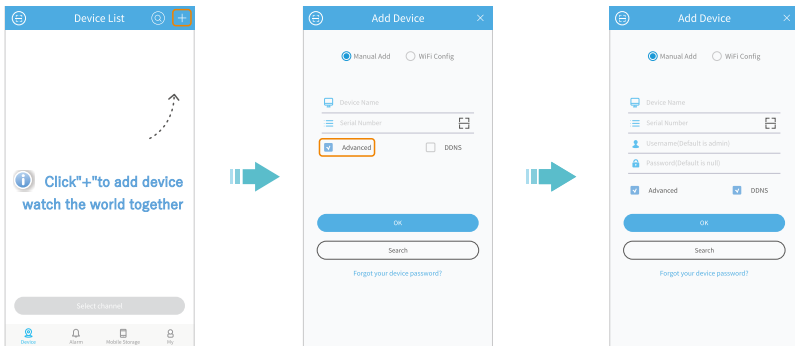 Device List
Click"+"to add device
watch the world together
Select channel
Device Alarm Mobile Storage My
Add Device
Manual Add WiFi Config
Device Name
Serial Number
Advanced DDNS
OK
Search
Forgot your device password?
Add Device
Manual Add WiFi Config
Device Name
Serial Number
Username(Default is admin)
Password(Default is null)
Advanced DDNS
OK
Search
Forgot your device password?